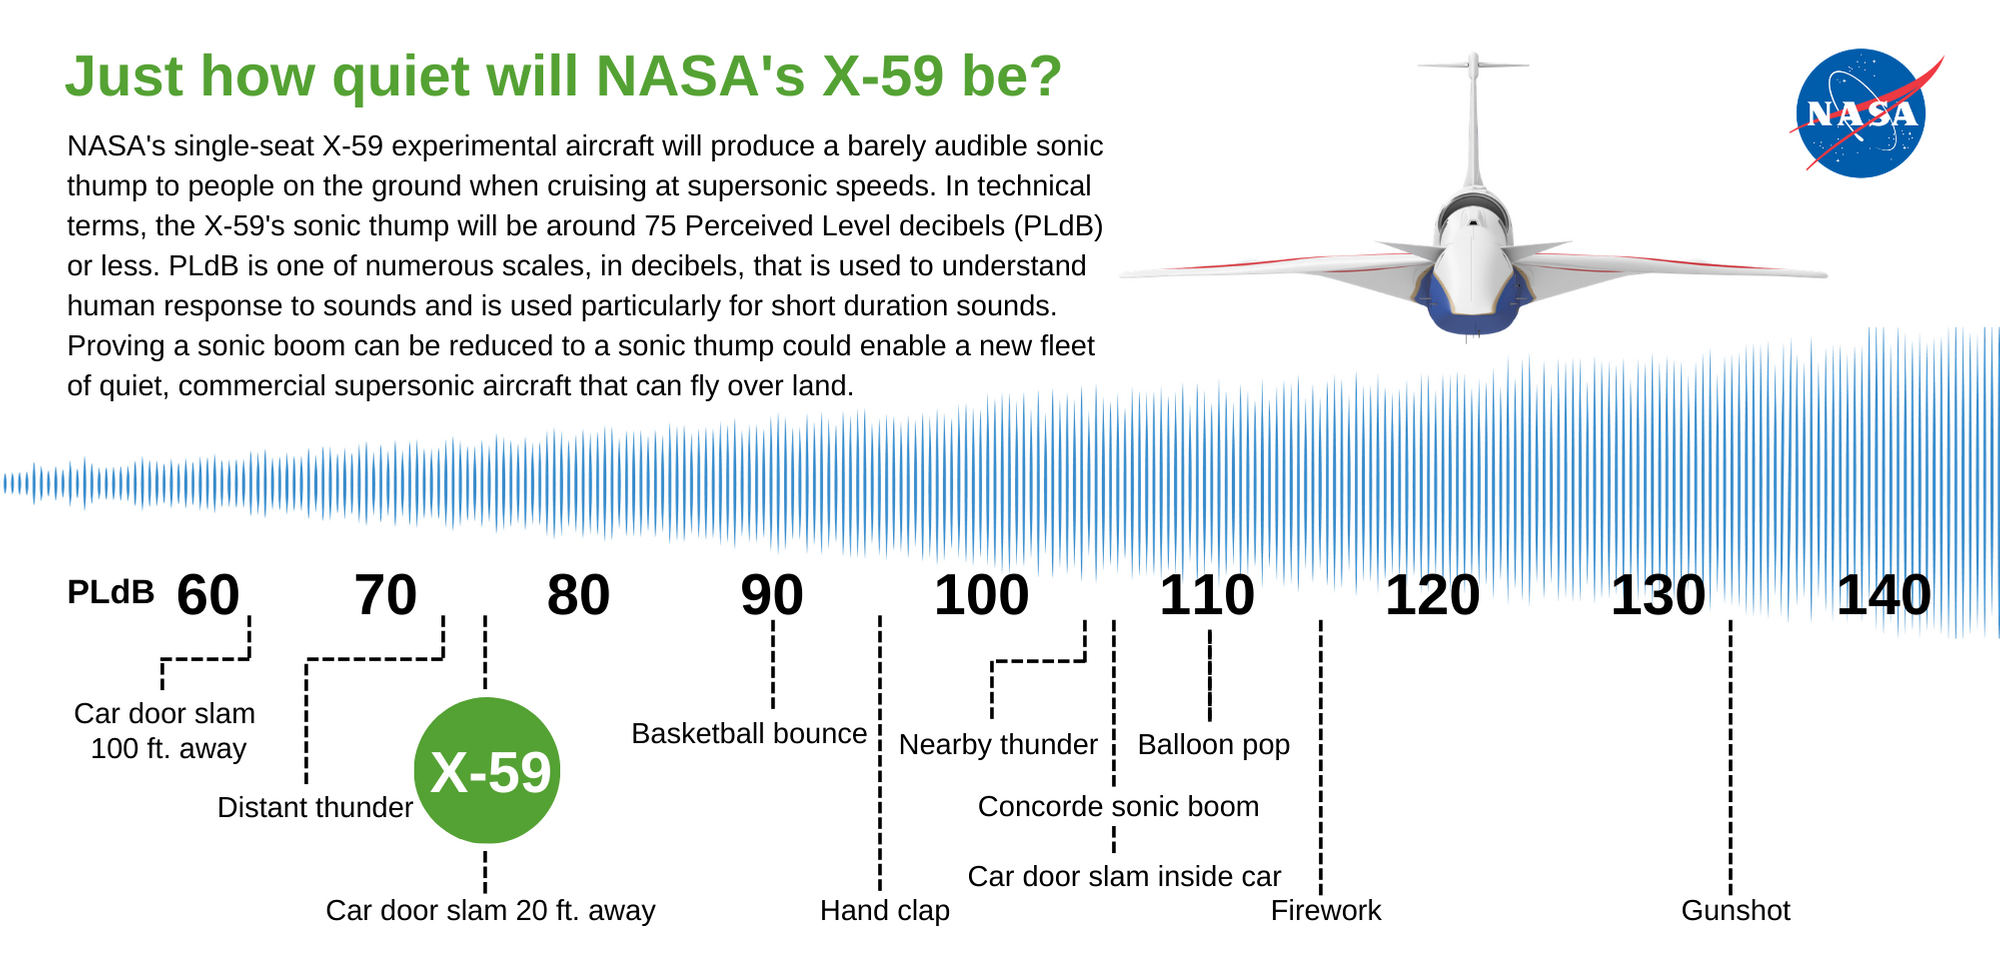 Just how quiet will NASA's X-59 be?
NASA
NASA's single-seat X-59 experimental aircraft will produce a barely audible sonic
thump to people on the ground when cruising at supersonic speeds. In technical
terms, the X-59's sonic thump will be around 75 Perceived Level decibels (PLdB)
or less. PLdB is one of numerous scales, in decibels, that is used to understand
human response to sounds and is used particularly for short duration sounds.
Proving a sonic boom can be reduced to a sonic thump could enable a new fleet
of quiet, commercial supersonic aircraft that can fly over land.
PLdB 60 70 80 90 100 110 120 130 140
Car door slam
100 ft. away
Distant thunder
X-59
Car door slam 20 ft. away
Basketball bounce
Hand clap
Nearby thunder
Concorde sonic boom
Car door slam inside car
Balloon pop
Firework
Gunshot